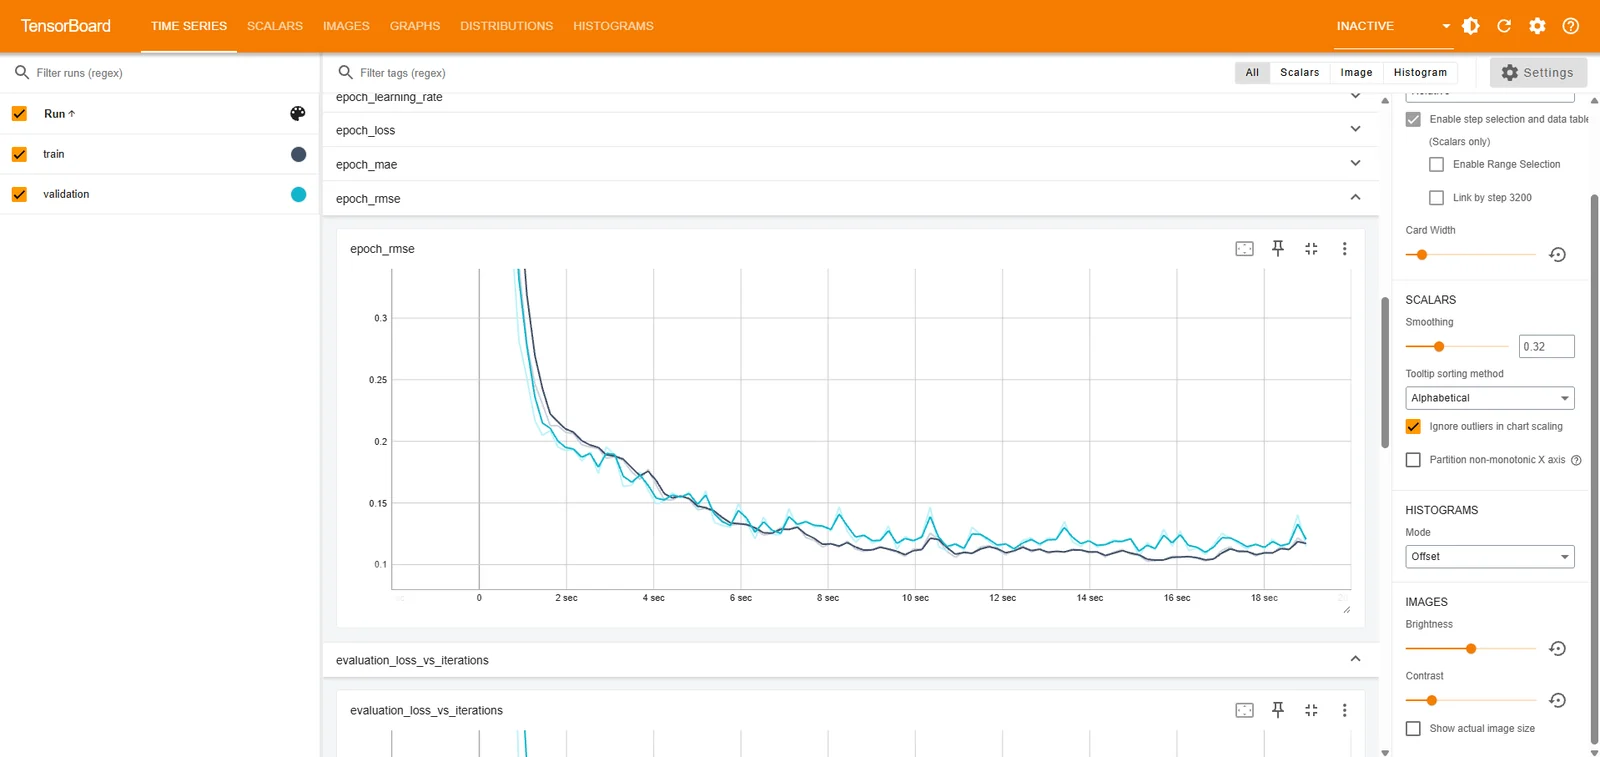 TensorBoard
TIME SERIES
SCALARS
IMAGES
GRAPHS
DISTRIBUTIONS
HISTOGRAMS
INACTIVE
Filter runs (regex)
Run
train
validation
Filter tags (regex)
All
Scalars
Image
Histogram
Settings
epoch_learning_rate
epoch_loss
epoch_mae
epoch_rmse
epoch_rmse
0.3
0.25
0.2
0.15
0.1
0
2 sec
4 sec
6 sec
8 sec
10 sec
12 sec
14 sec
16 sec
18 sec
evaluation_loss_vs_iterations
evaluation_loss_vs_iterations
Enable step selection and data table
(Scalars only)
Enable Range Selection
Link by step 3200
Card Width
SCALARS
Smoothing
0.32
Tooltip sorting method
Alphabetical
Ignore outliers in chart scaling
Partition non-monotonic X axis
HISTOGRAMS
Mode
Offset
IMAGES
Brightness
Contrast
Show actual image size